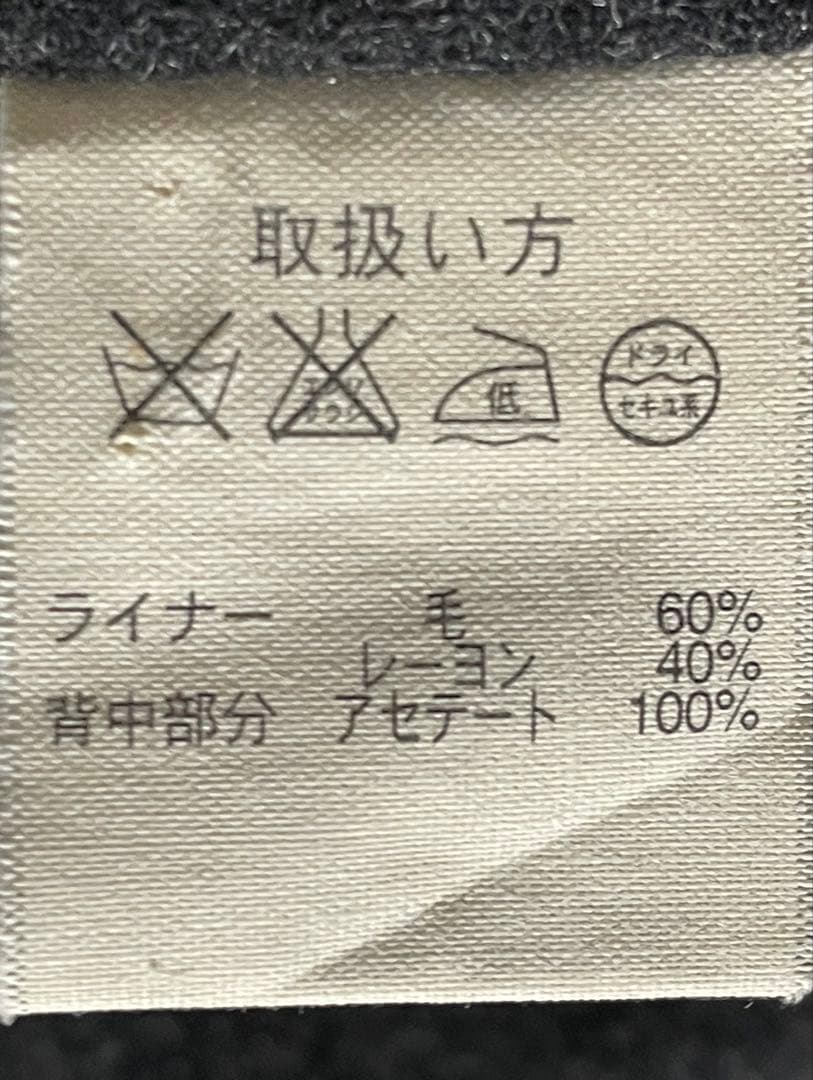 取扱い方
低
ドライ
セキユ系
ライナー 毛 60%
レーヨン 40%
背中部分 アセテート 100%